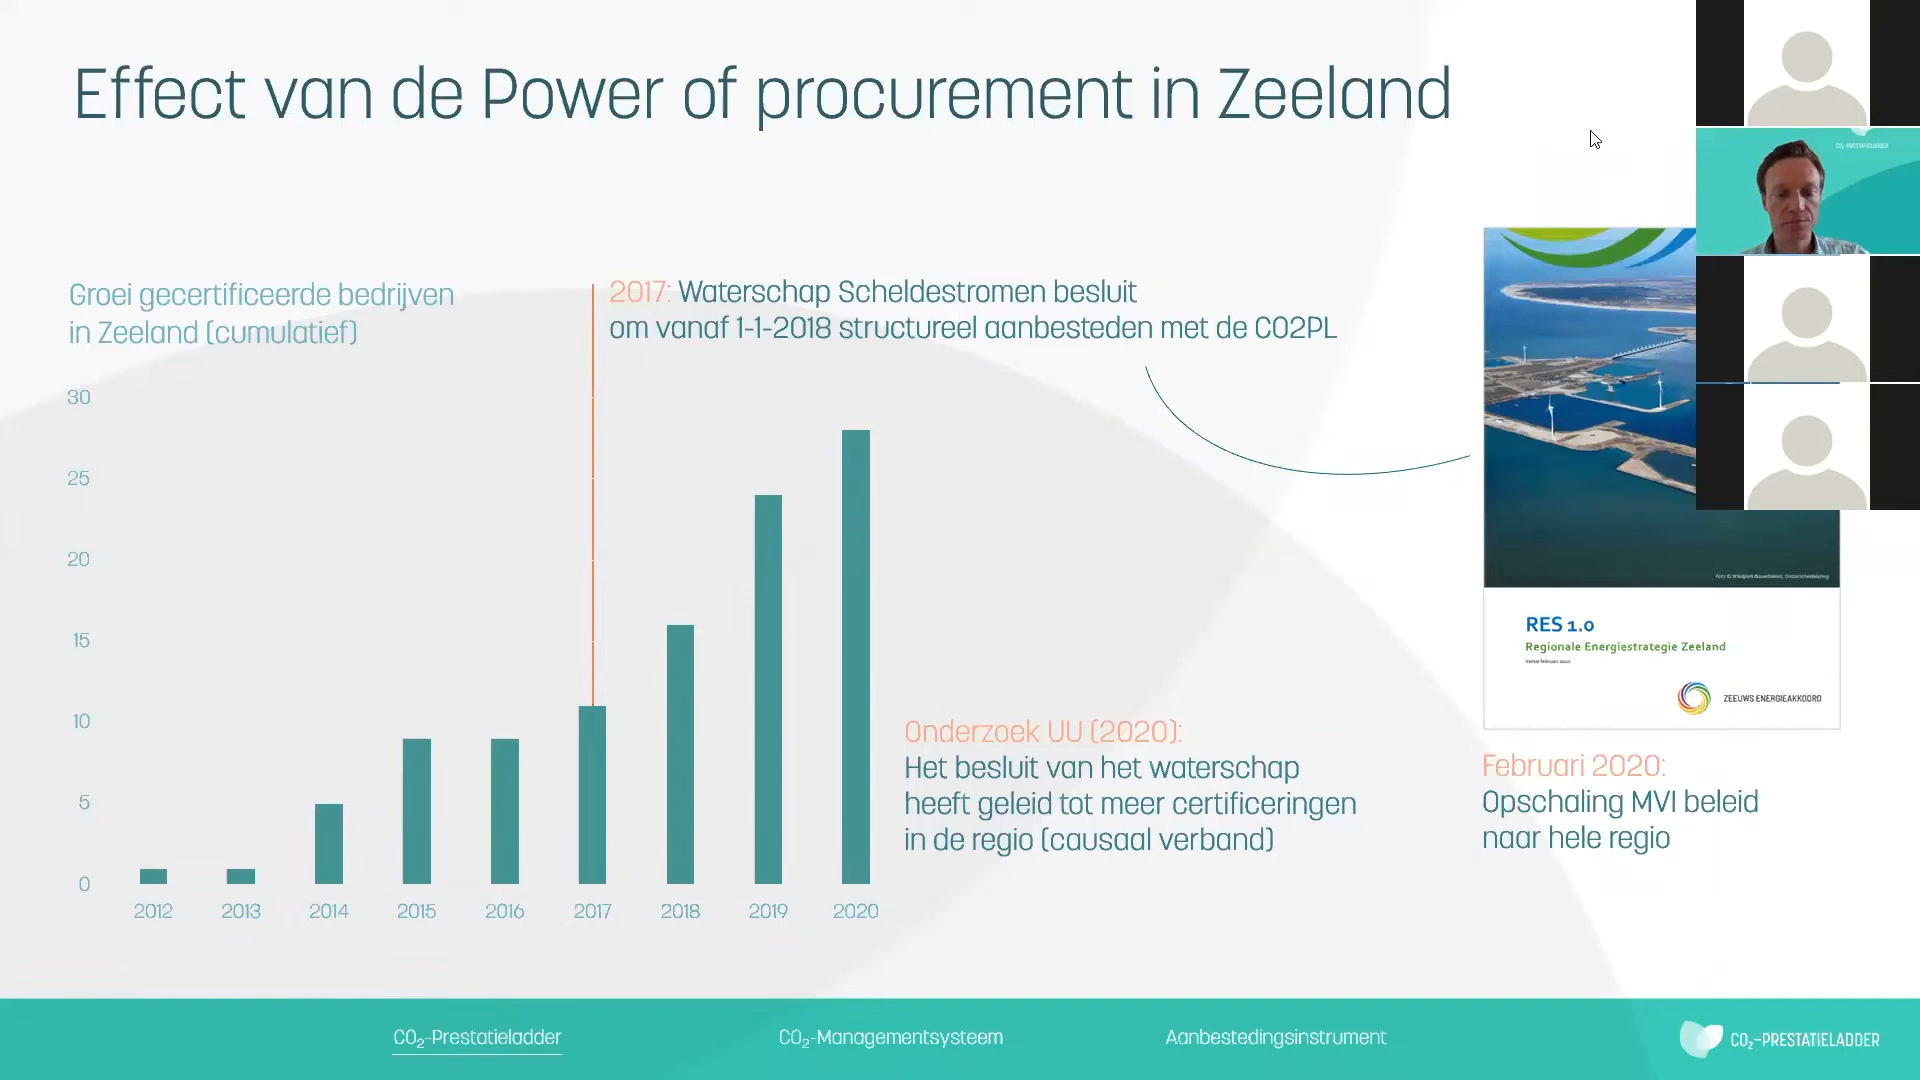 Effect van de Power of procurement in Zeeland
CO₂-PRESTATIELADDER
Groei gecertificeerde bedrijven
in Zeeland (cumulatief)
2017: Waterschap Scheldestromen besluit
om vanaf 1-1-2018 structureel aanbesteden met de CO2PL
30
25
20
15
10
5
0
2012 2013 2014 2015 2016 2017 2018 2019 2020
Onderzoek UU (2020):
Het besluit van het waterschap
heeft geleid tot meer certificeringen
in de regio (causaal verband)
RES 1.0
Regionale Energiestrategie Zeeland
ZEEUWS ENERGIEAKKOORD
Februari 2020:
Opschaling MVI beleid
naar hele regio
CO₂-Prestatieladder
CO₂-Managementsysteem
Aanbestedingsinstrument
CO₂-PRESTATIELADDER